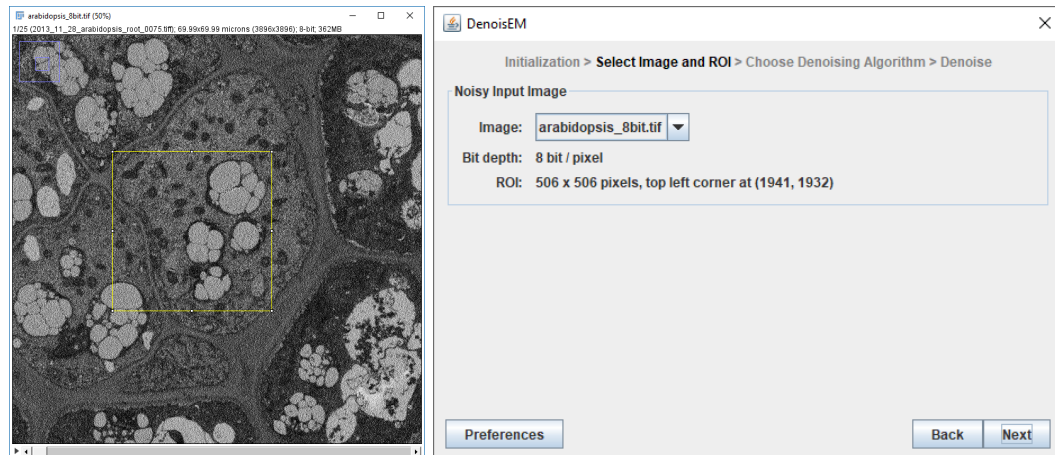 arabidopsis_8bit.tif (50%)
1/25 (2013_11_28_arabidopsis_root_0075.tiff); 69.99x69.99 microns (3896x3896); 8-bit; 362MB
DenoisEM
Initialization > Select Image and ROI > Choose Denoising Algorithm > Denoise
Noisy Input Image
Image: arabidopsis_8bit.tif
Bit depth: 8 bit / pixel
ROI: 506 x 506 pixels, top left corner at (1941, 1932)
Preferences Back Next